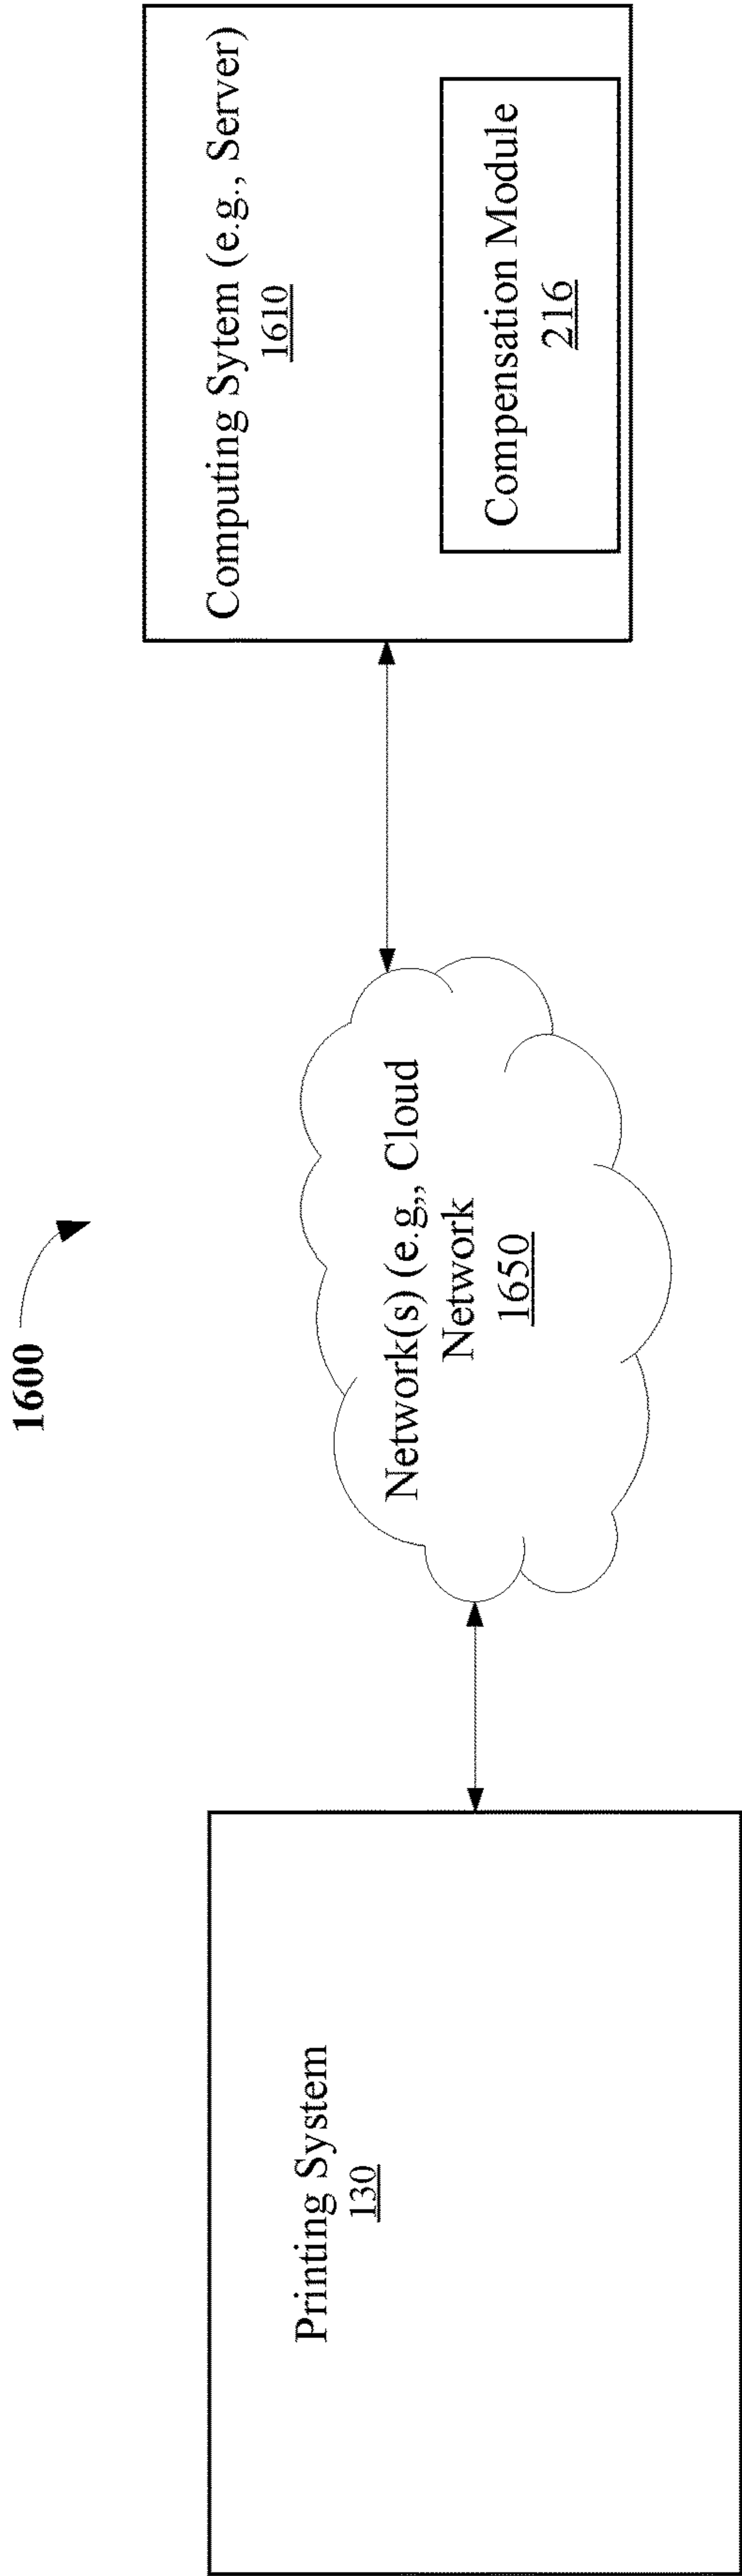 1600
Printing System
130
Network(s) (e.g,, Cloud
Network
1650
Computing Sytem (e.g., Server)
1610
Compensation Module
216